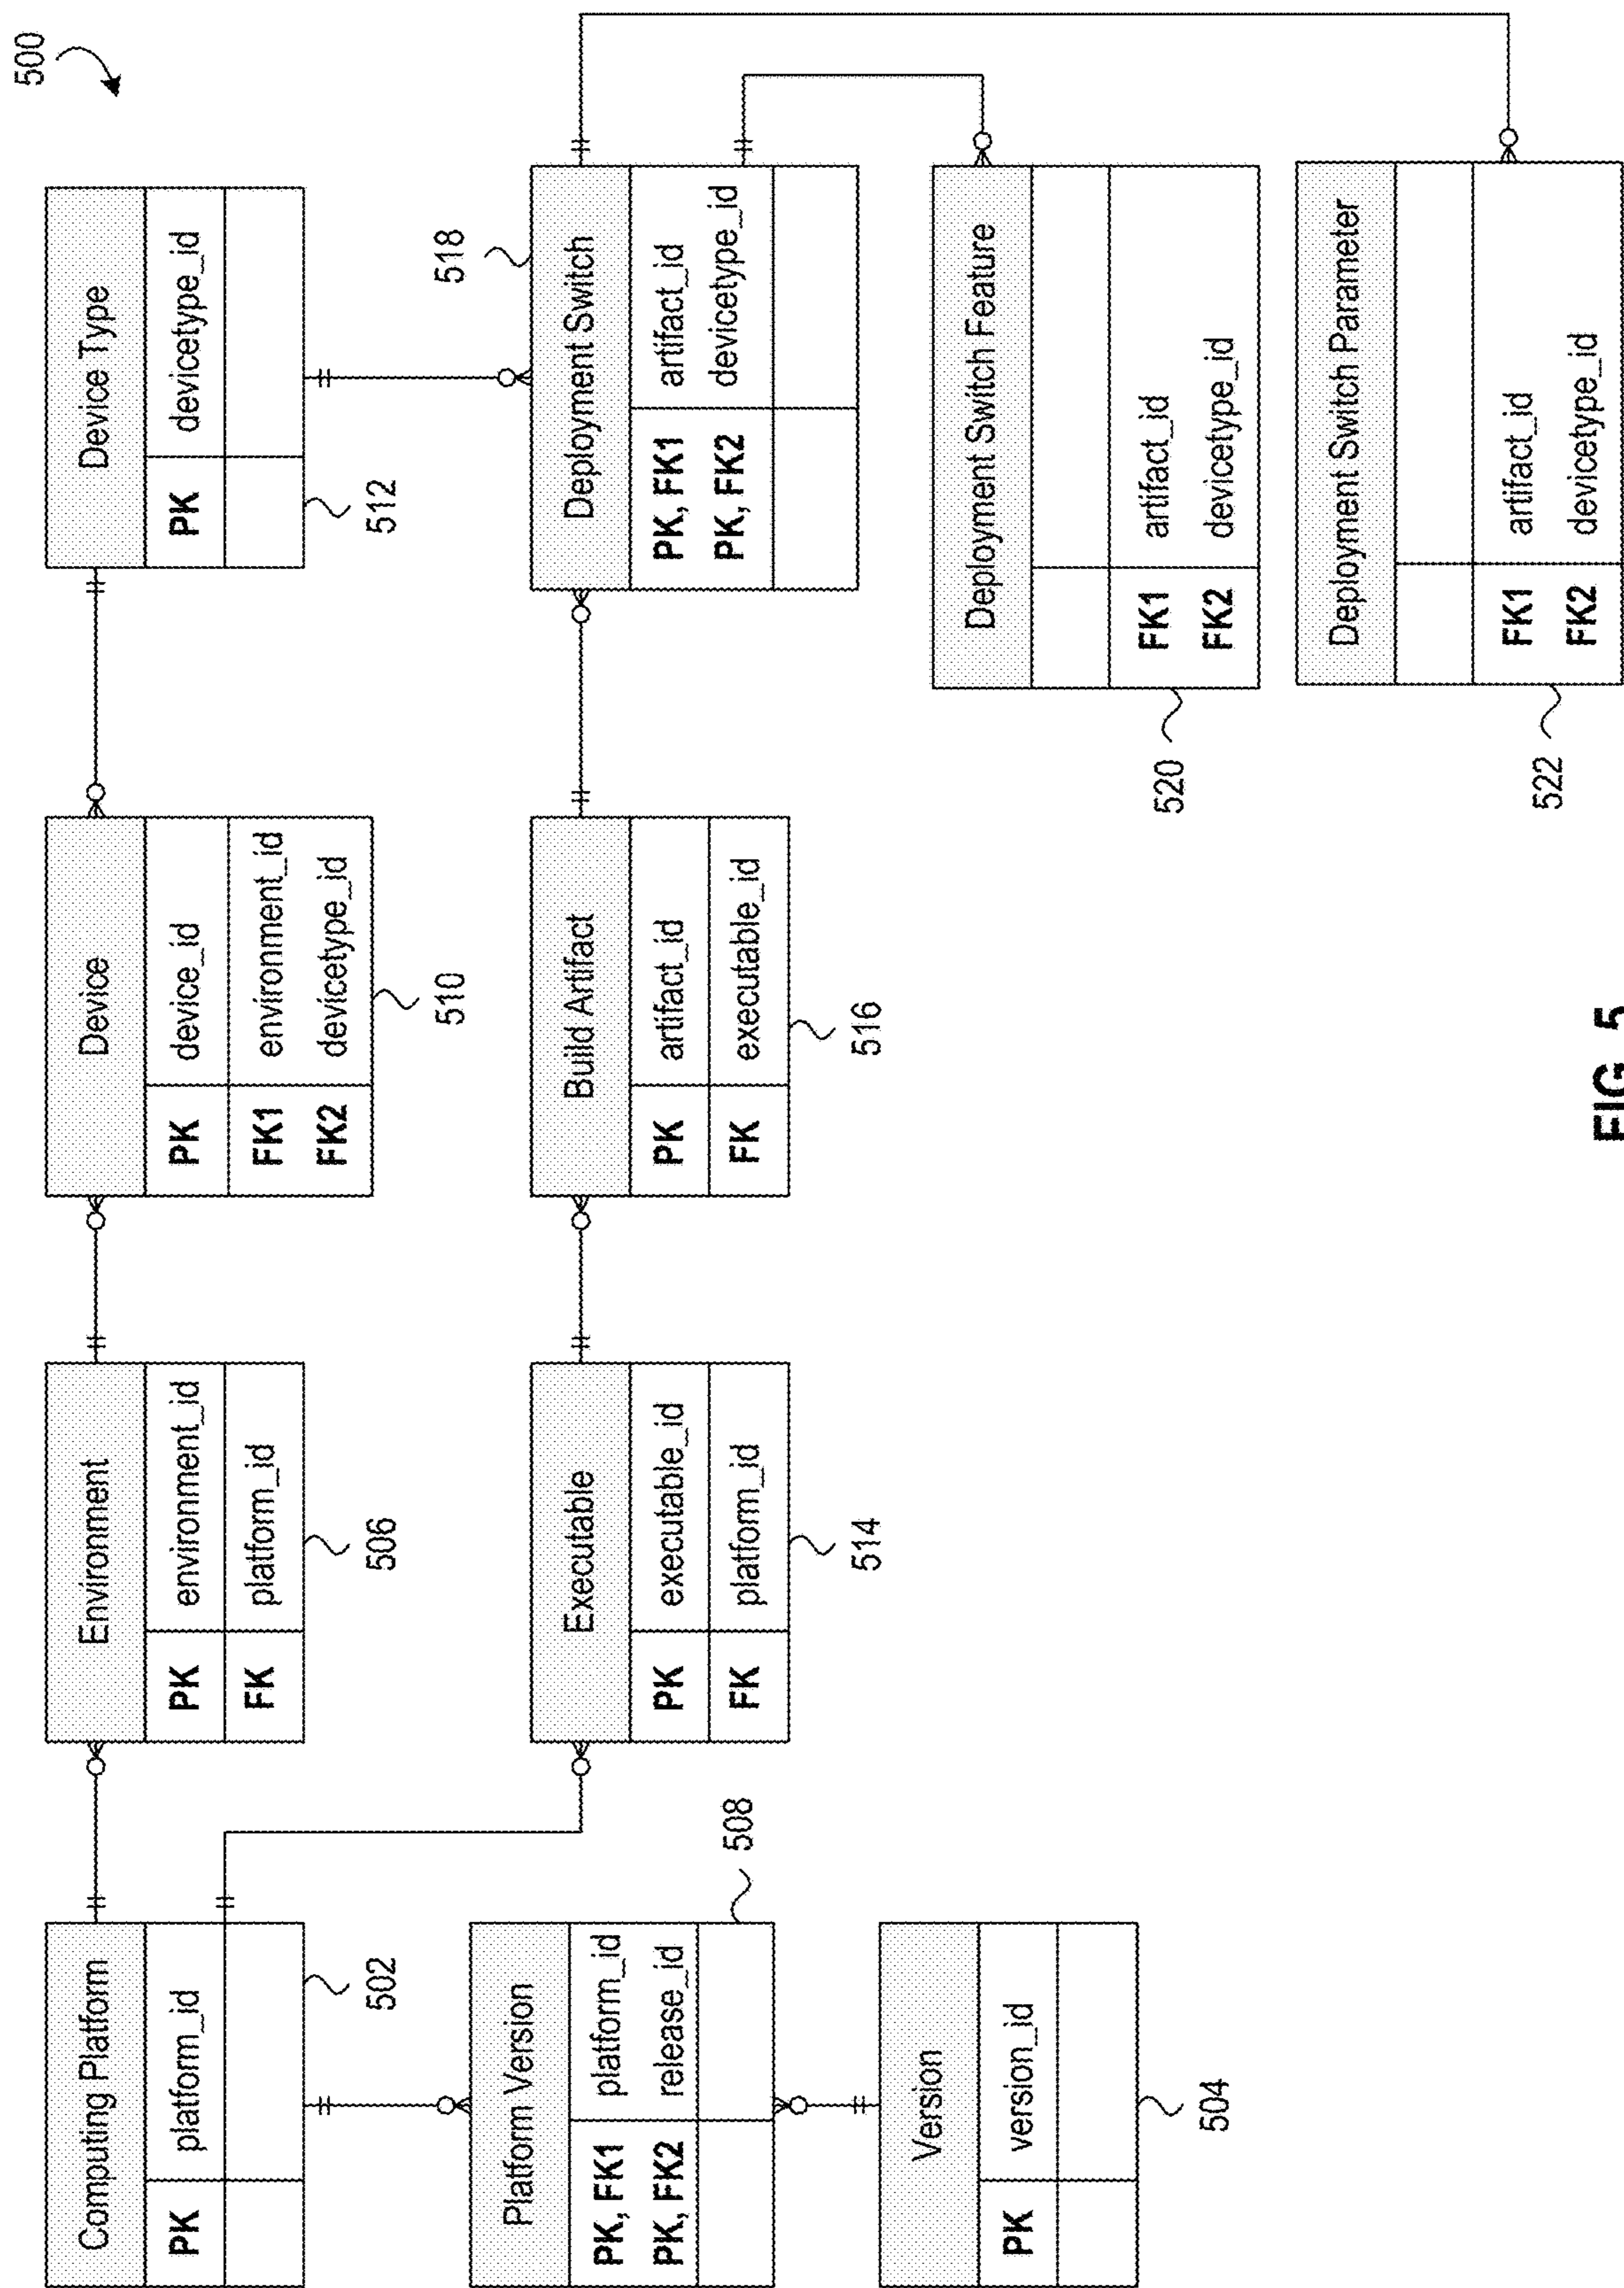 500
Computing Platform
PK platform_id
502
Environment
PK environment_id
FK platform_id
506
Device
PK device_id
FK1 environment_id
FK2 devicetype_id
510
Device Type
PK devicetype_id
512
Platform Version
PK, FK1 platform_id
PK, FK2 release_id
508
Executable
PK executable_id
FK platform_id
514
Build Artifact
PK artifact_id
FK executable_id
516
Deployment Switch
PK, FK1 artifact_id
PK, FK2 devicetype_id
518
Version
PK version_id
504
Deployment Switch Feature
FK1 artifact_id
FK2 devicetype_id
520
Deployment Switch Parameter
FK1 artifact_id
FK2 devicetype_id
522
FIG. 5